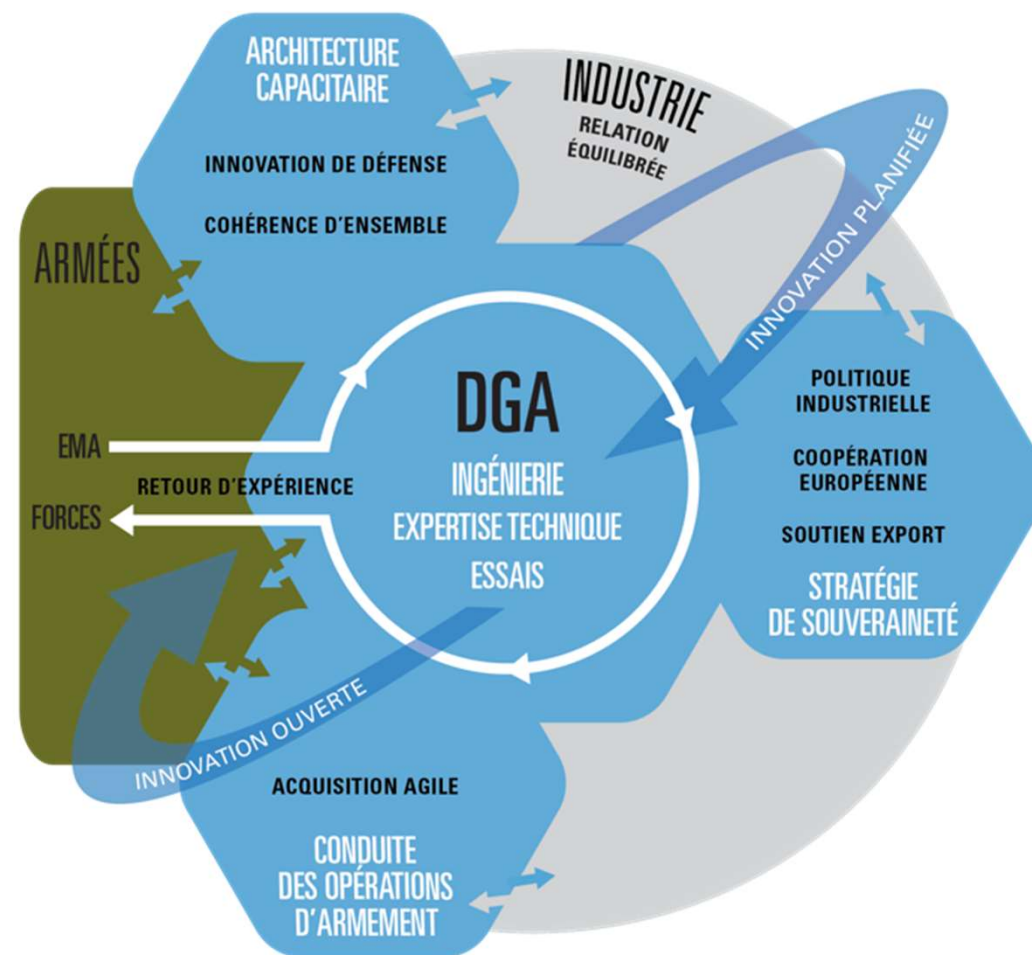 ARCHITECTURE
CAPACITAIRE
INNOVATION DE DÉFENSE
COHÉRENCE D'ENSEMBLE
INDUSTRIE
RELATION
ÉQUILIBRÉE
INNOVATION PLANIFIÉE
ARMÉES
EMA
RETOUR D'EXPÉRIENCE
FORCES
DGA
INGÉNIERIE
EXPERTISE TECHNIQUE
ESSAIS
POLITIQUE
INDUSTRIELLE
COOPÉRATION
EUROPÉENNE
SOUTIEN EXPORT
STRATÉGIE
DE SOUVERAINETÉ
INNOVATION OUVERTE
ACQUISITION AGILE
CONDUITE
DES OPÉRATIONS
D'ARMEMENT